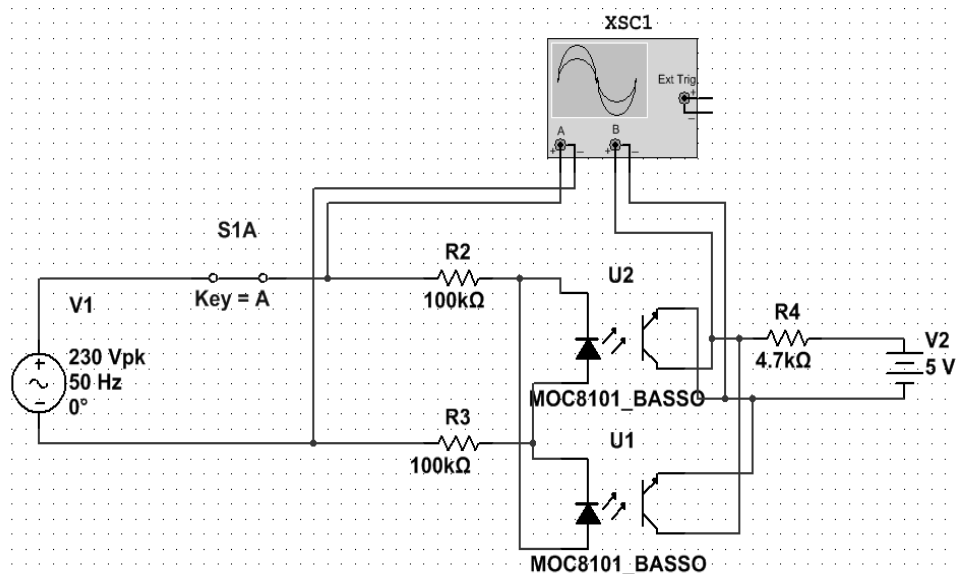 XSC1
Ext Trig
+
–
A
B
+
–
+
–
S1A
Key = A
V1
230 Vpk
50 Hz
0°
+
–
R2
100kΩ
U2
MOC8101_BASSO
R4
4.7kΩ
V2
5 V
R3
100kΩ
U1
MOC8101_BASSO